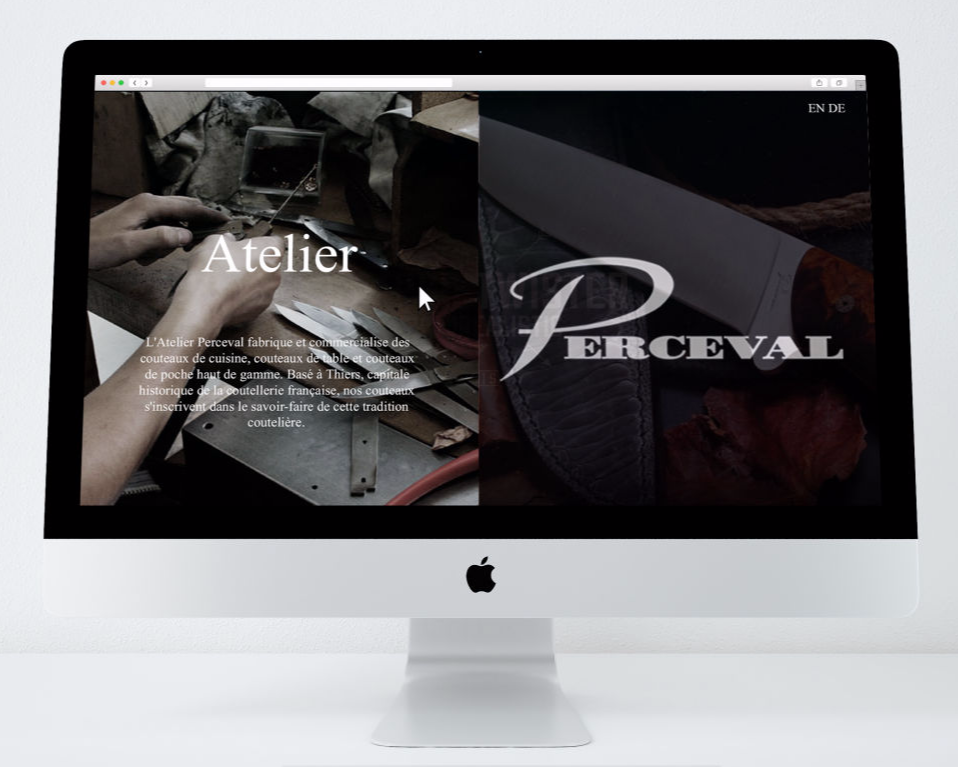 EN DE
Atelier
L'Atelier Perceval fabrique et commercialise des
couteaux de cuisine, couteaux de table et couteaux
de poche haut de gamme. Basé à Thiers, capitale
historique de la coutellerie française, nos couteaux
s'inscrivent dans le savoir-faire de cette tradition
coutelière.
PERCEVAL